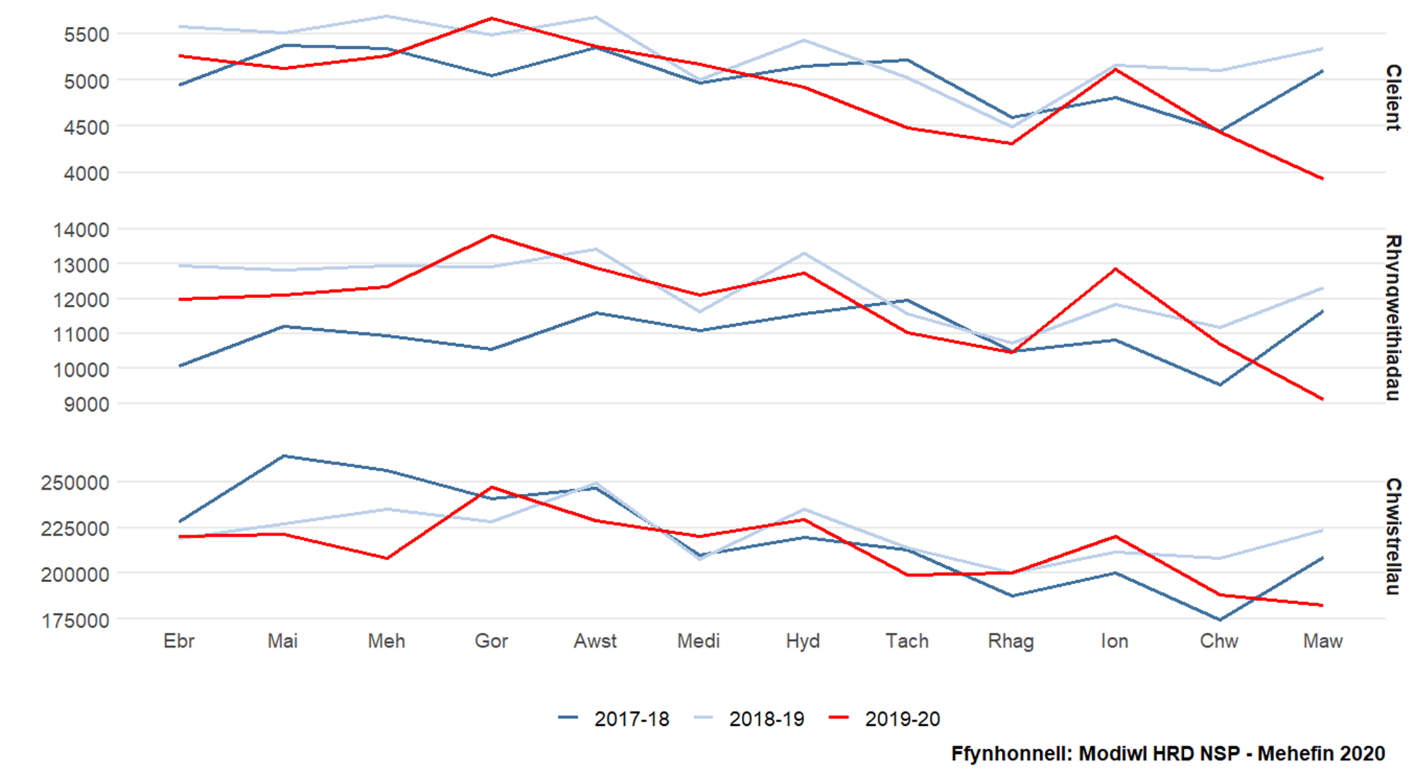 5500
5000
4500
4000
Cleient
14000
13000
12000
11000
10000
9000
Rhyngweithiadau
250000
225000
200000
175000
Chwistrellau
Ebr Mai Meh Gor Awst Medi Hyd Tach Rhag Ion Chw Maw
2017-18 2018-19 2019-20
Ffynhonnell: Modiwl HRD NSP - Mehefin 2020